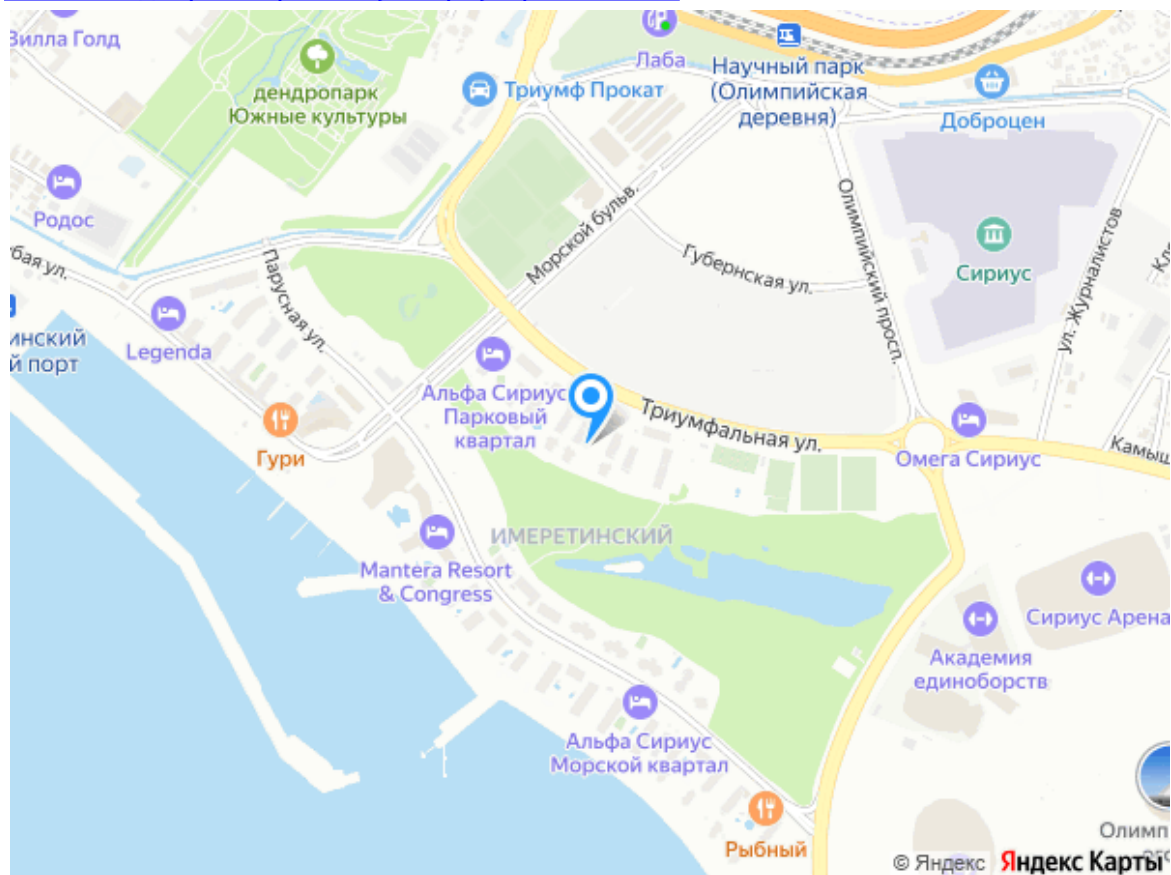 Вилла Голд
дендропарк
Южные культуры
Триумф Прокат
Лаба
Научный парк
(Олимпийская
деревня)
Доброцен
Родос
Парусная ул.
Морской бульв.
Губернская ул.
Олимпийский просп.
Сириус
ул. Журналистов
бая ул.
Legenda
инский
й порт
Альфа Сириус
Парковый
квартал
Триумфальная ул.
Гури
Омега Сириус
Камыш
ИМЕРЕТИНСКИЙ
Mantera Resort
& Congress
Сириус Арена
Академия
единоборств
Альфа Сириус
Морской квартал
Рыбный
Олимп
© Яндекс Яндекс Карты